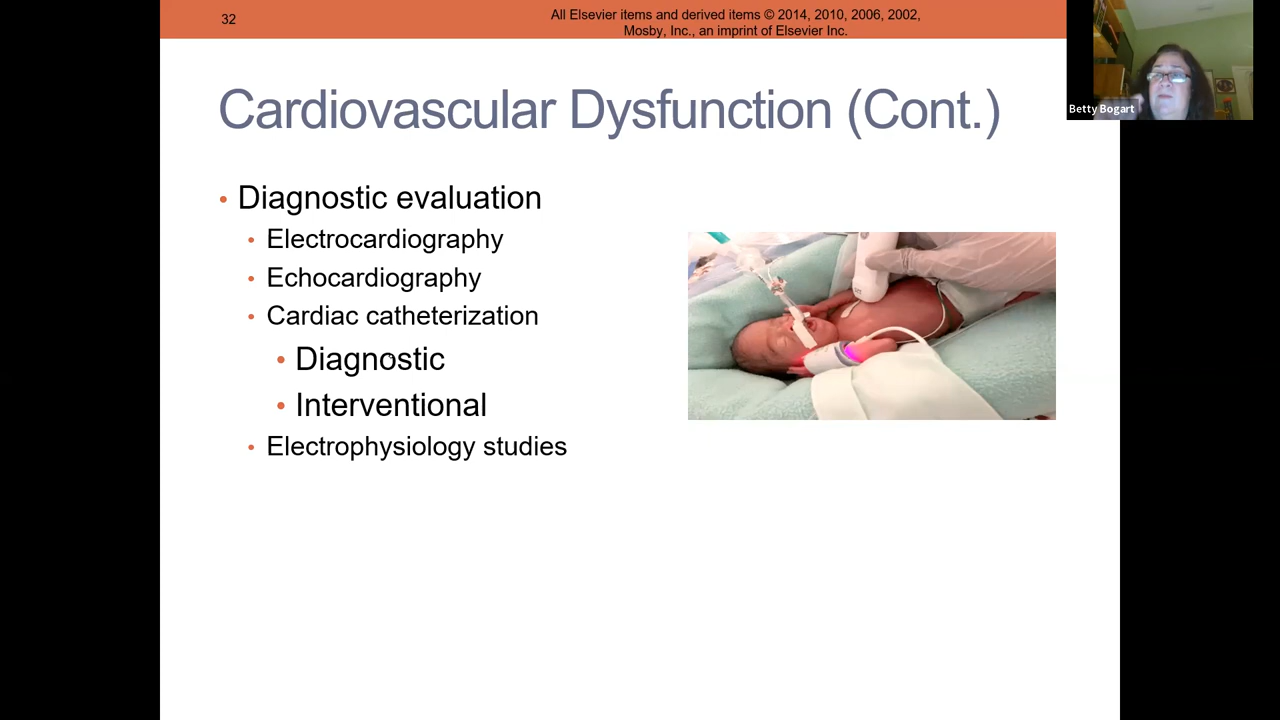 32
All Elsevier items and derived items © 2014, 2010, 2006, 2002,
Mosby, Inc., an imprint of Elsevier Inc.
Betty Bogart
Cardiovascular Dysfunction (Cont.)
• Diagnostic evaluation
• Electrocardiography
• Echocardiography
• Cardiac catheterization
• Diagnostic
• Interventional
• Electrophysiology studies